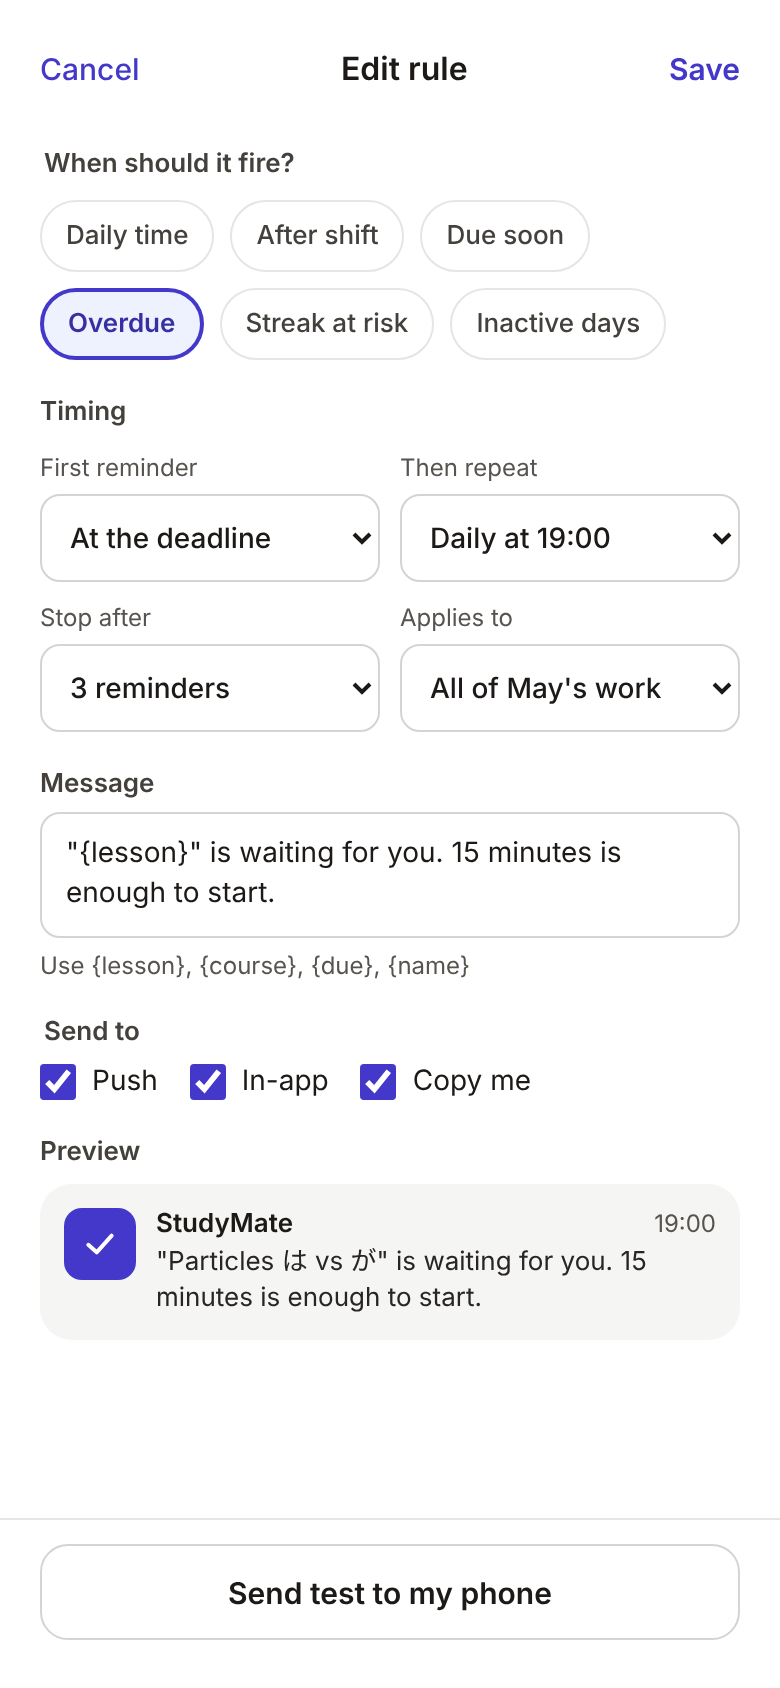 Cancel
Edit rule
Save
When should it fire?
Daily time
After shift
Due soon
Overdue
Streak at risk
Inactive days
Timing
First reminder
Then repeat
At the deadline
Daily at 19:00
Stop after
Applies to
3 reminders
All of May's work
Message
"{lesson}" is waiting for you. 15 minutes is
enough to start.
Use {lesson}, {course}, {due}, {name}
Send to
Push
In-app
Copy me
Preview
StudyMate
19:00
"Particles は vs が" is waiting for you. 15
minutes is enough to start.
Send test to my phone